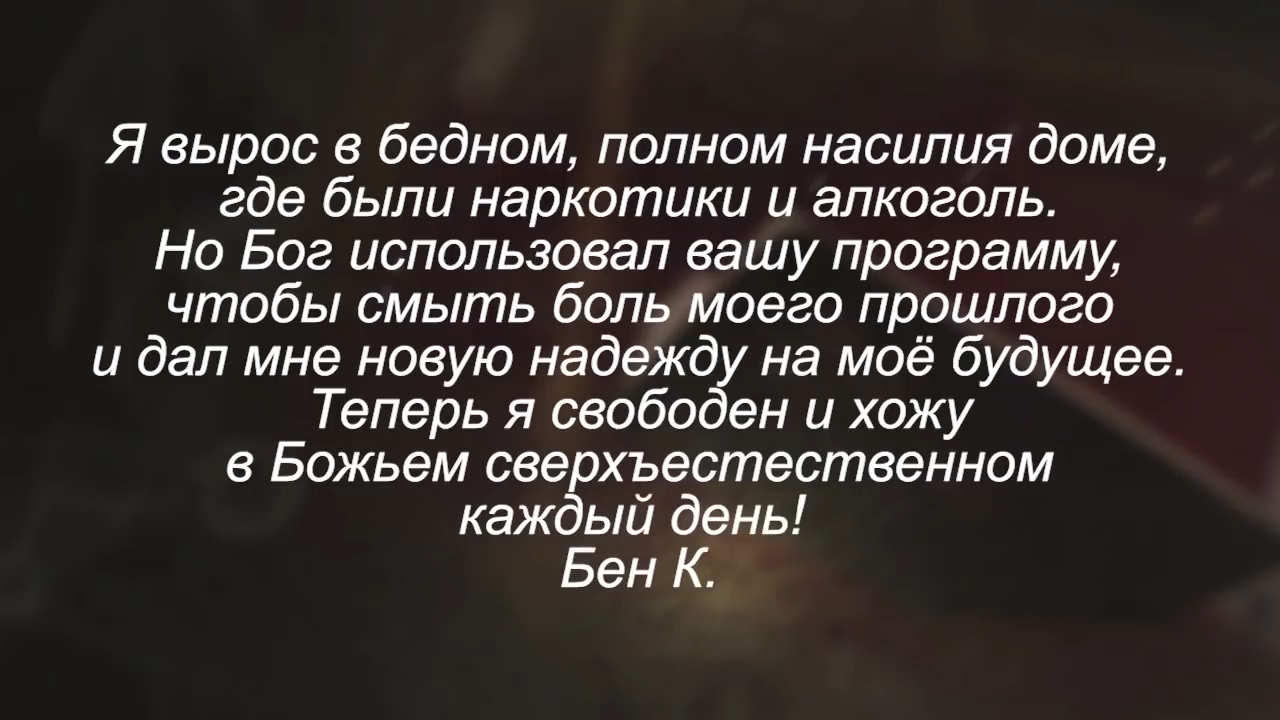 Я вырос в бедном, полном насилия доме,
где были наркотики и алкоголь.
Но Бог использовал вашу программу,
чтобы смыть боль моего прошлого
и дал мне новую надежду на моё будущее.
Теперь я свободен и хожу
в Божьем сверхъестественном
каждый день!
Бен К.